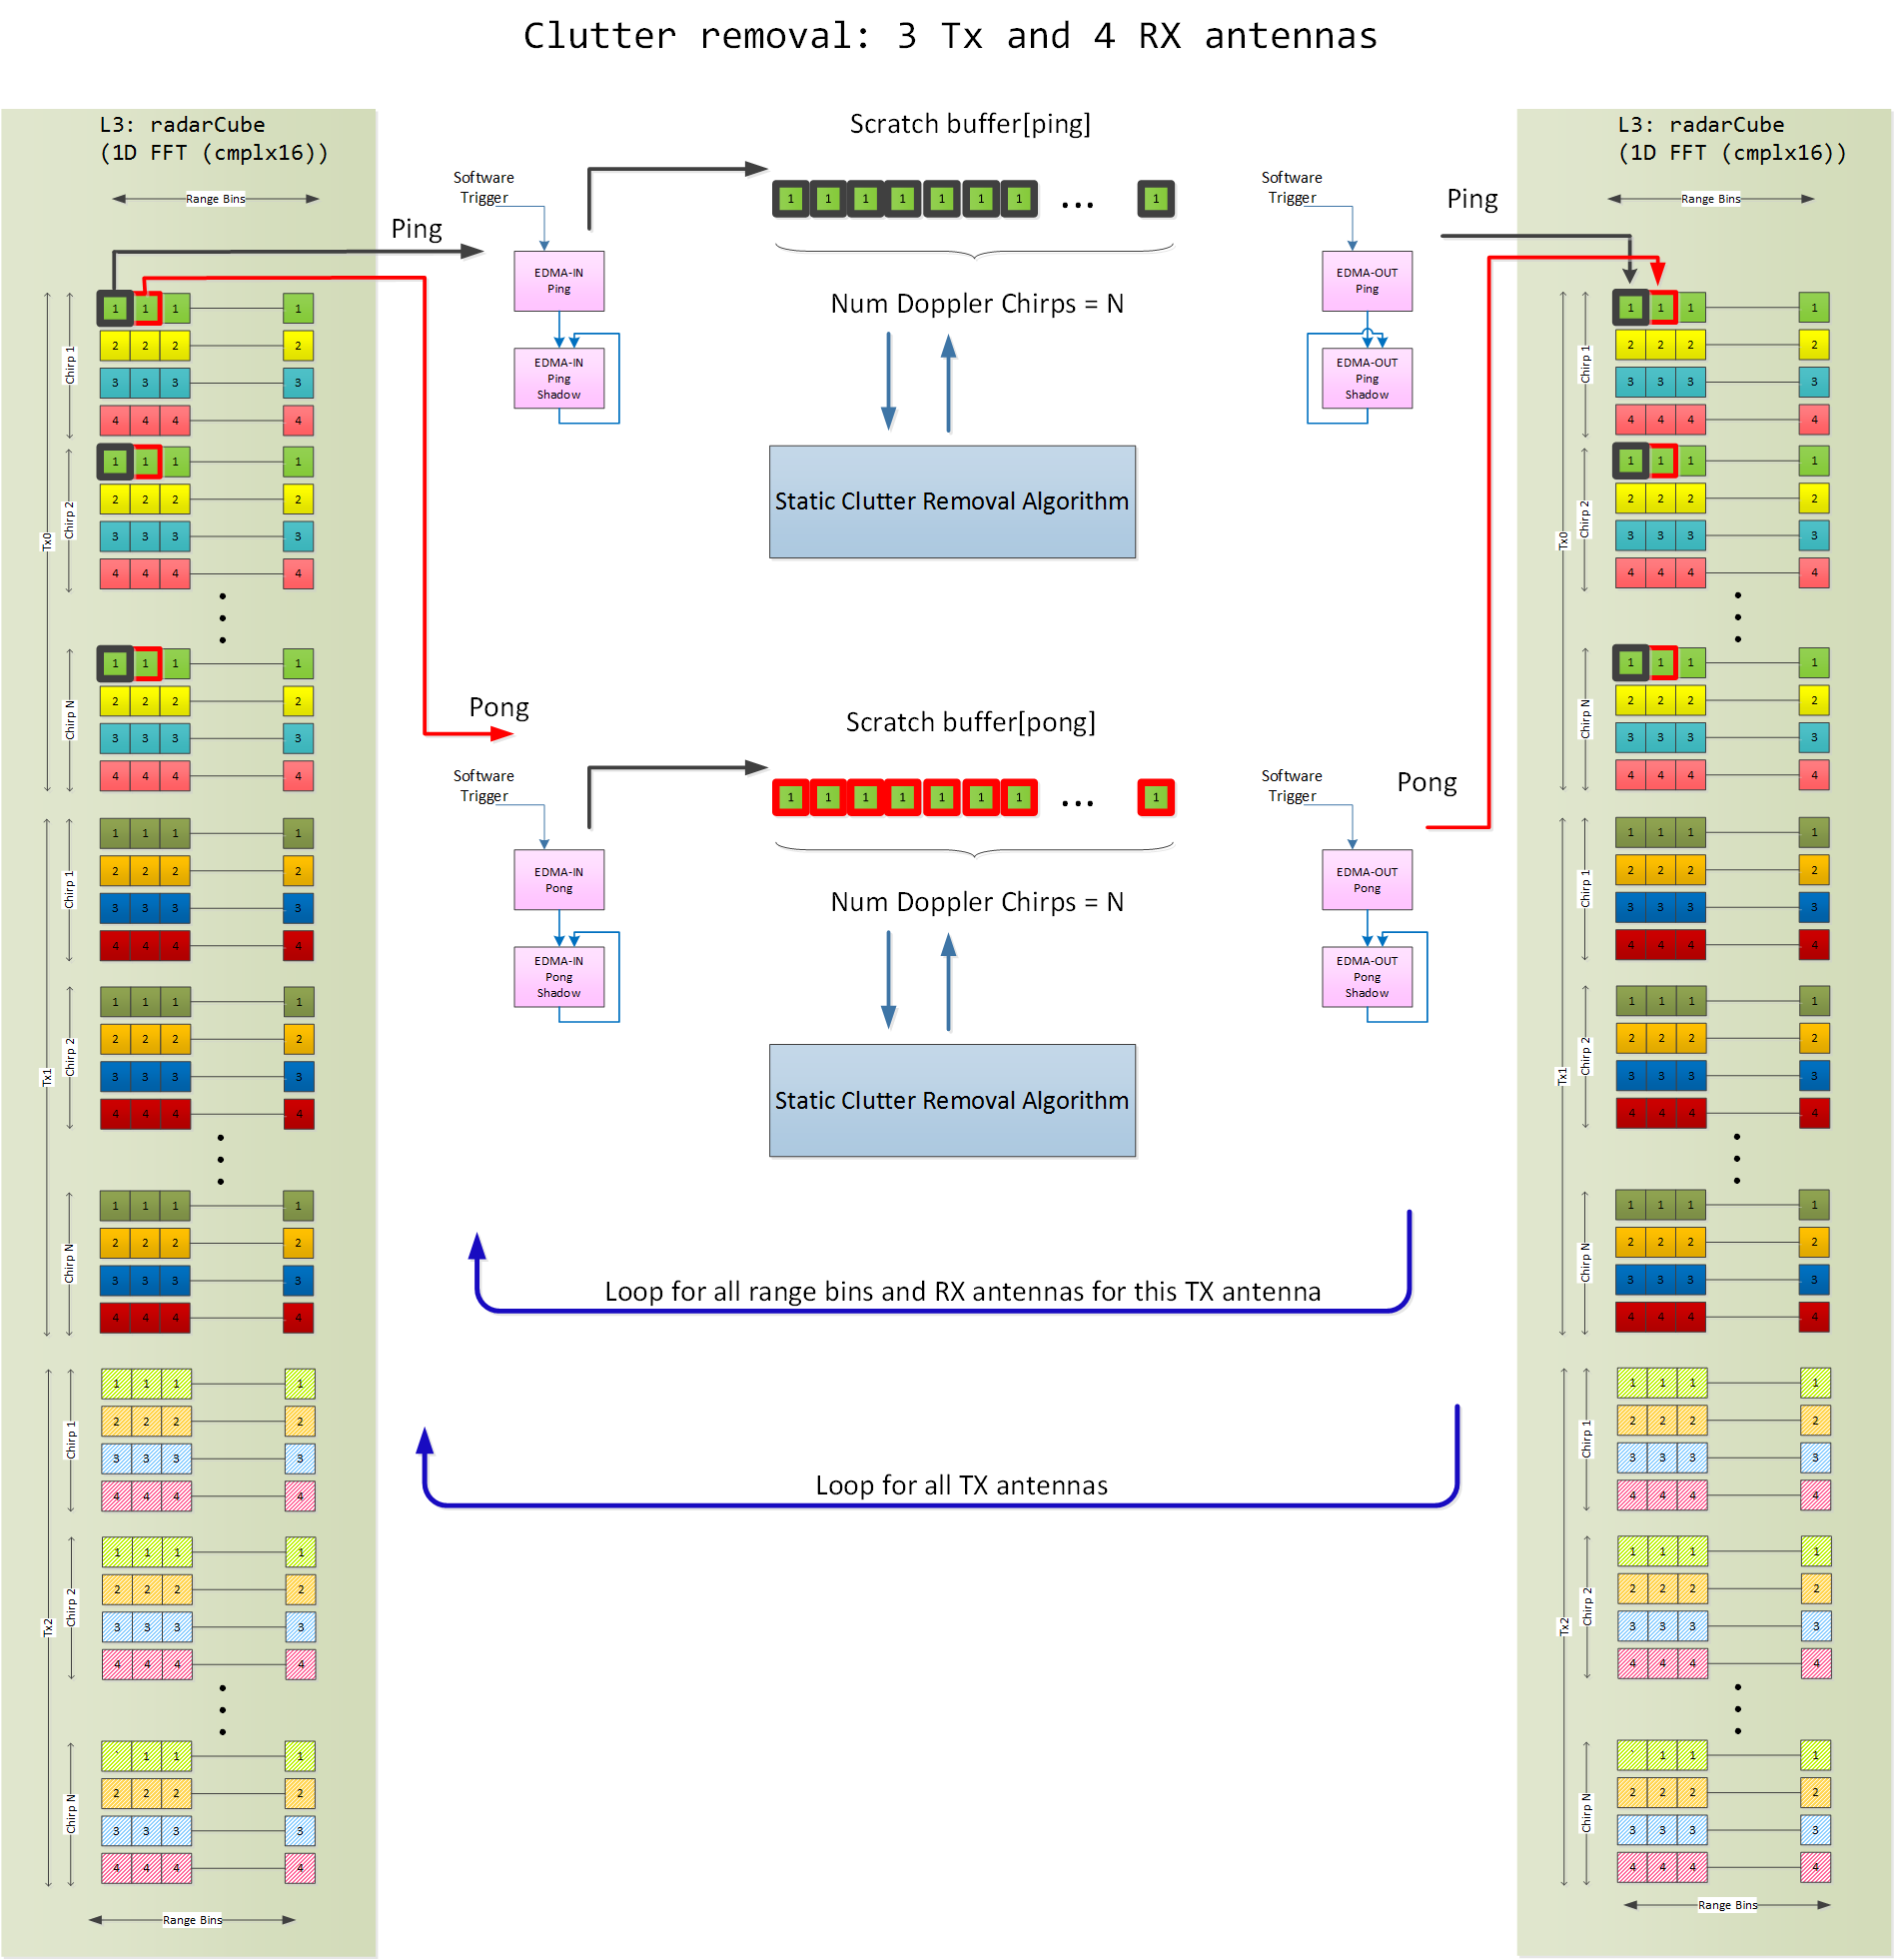 Clutter removal: 3 Tx and 4 RX antennas
L3: radarCube
(1D FFT (cmplx16))
Range Bins
Tx0
Chirp 1
1 1 1 1
2 2 2 2
3 3 3 3
4 4 4 4
Chirp 2
1 1 1 1
2 2 2 2
3 3 3 3
4 4 4 4
Chirp N
1 1 1 1
2 2 2 2
3 3 3 3
4 4 4 4
Tx1
Chirp 1
1 1 1 1
2 2 2 2
3 3 3 3
4 4 4 4
Chirp 2
1 1 1 1
2 2 2 2
3 3 3 3
4 4 4 4
Chirp N
1 1 1 1
2 2 2 2
3 3 3 3
4 4 4 4
Tx2
Chirp 1
1 1 1 1
2 2 2 2
3 3 3 3
4 4 4 4
Chirp 2
1 1 1 1
2 2 2 2
3 3 3 3
4 4 4 4
Chirp N
` 1 1 1
2 2 2 2
3 3 3 3
4 4 4 4
Range Bins
Ping
Software
Trigger
EDMA-IN
Ping
EDMA-IN
Ping
Shadow
Scratch buffer[ping]
1 1 1 1 1 1 1 ... 1
Num Doppler Chirps = N
Static Clutter Removal Algorithm
Software
Trigger
EDMA-OUT
Ping
EDMA-OUT
Ping
Shadow
Ping
Pong
Software
Trigger
EDMA-IN
Pong
EDMA-IN
Pong
Shadow
Scratch buffer[pong]
1 1 1 1 1 1 1 ... 1
Num Doppler Chirps = N
Static Clutter Removal Algorithm
Software
Trigger
EDMA-OUT
Pong
EDMA-OUT
Pong
Shadow
Pong
Loop for all range bins and RX antennas for this TX antenna
Loop for all TX antennas
L3: radarCube
(1D FFT (cmplx16))
Range Bins
Tx0
Chirp 1
1 1 1 1
2 2 2 2
3 3 3 3
4 4 4 4
Chirp 2
1 1 1 1
2 2 2 2
3 3 3 3
4 4 4 4
Chirp N
1 1 1 1
2 2 2 2
3 3 3 3
4 4 4 4
Tx1
Chirp 1
1 1 1 1
2 2 2 2
3 3 3 3
4 4 4 4
Chirp 2
1 1 1 1
2 2 2 2
3 3 3 3
4 4 4 4
Chirp N
1 1 1 1
2 2 2 2
3 3 3 3
4 4 4 4
Tx2
Chirp 1
1 1 1 1
2 2 2 2
3 3 3 3
4 4 4 4
Chirp 2
1 1 1 1
2 2 2 2
3 3 3 3
4 4 4 4
Chirp N
` 1 1 1
2 2 2 2
3 3 3 3
4 4 4 4
Range Bins